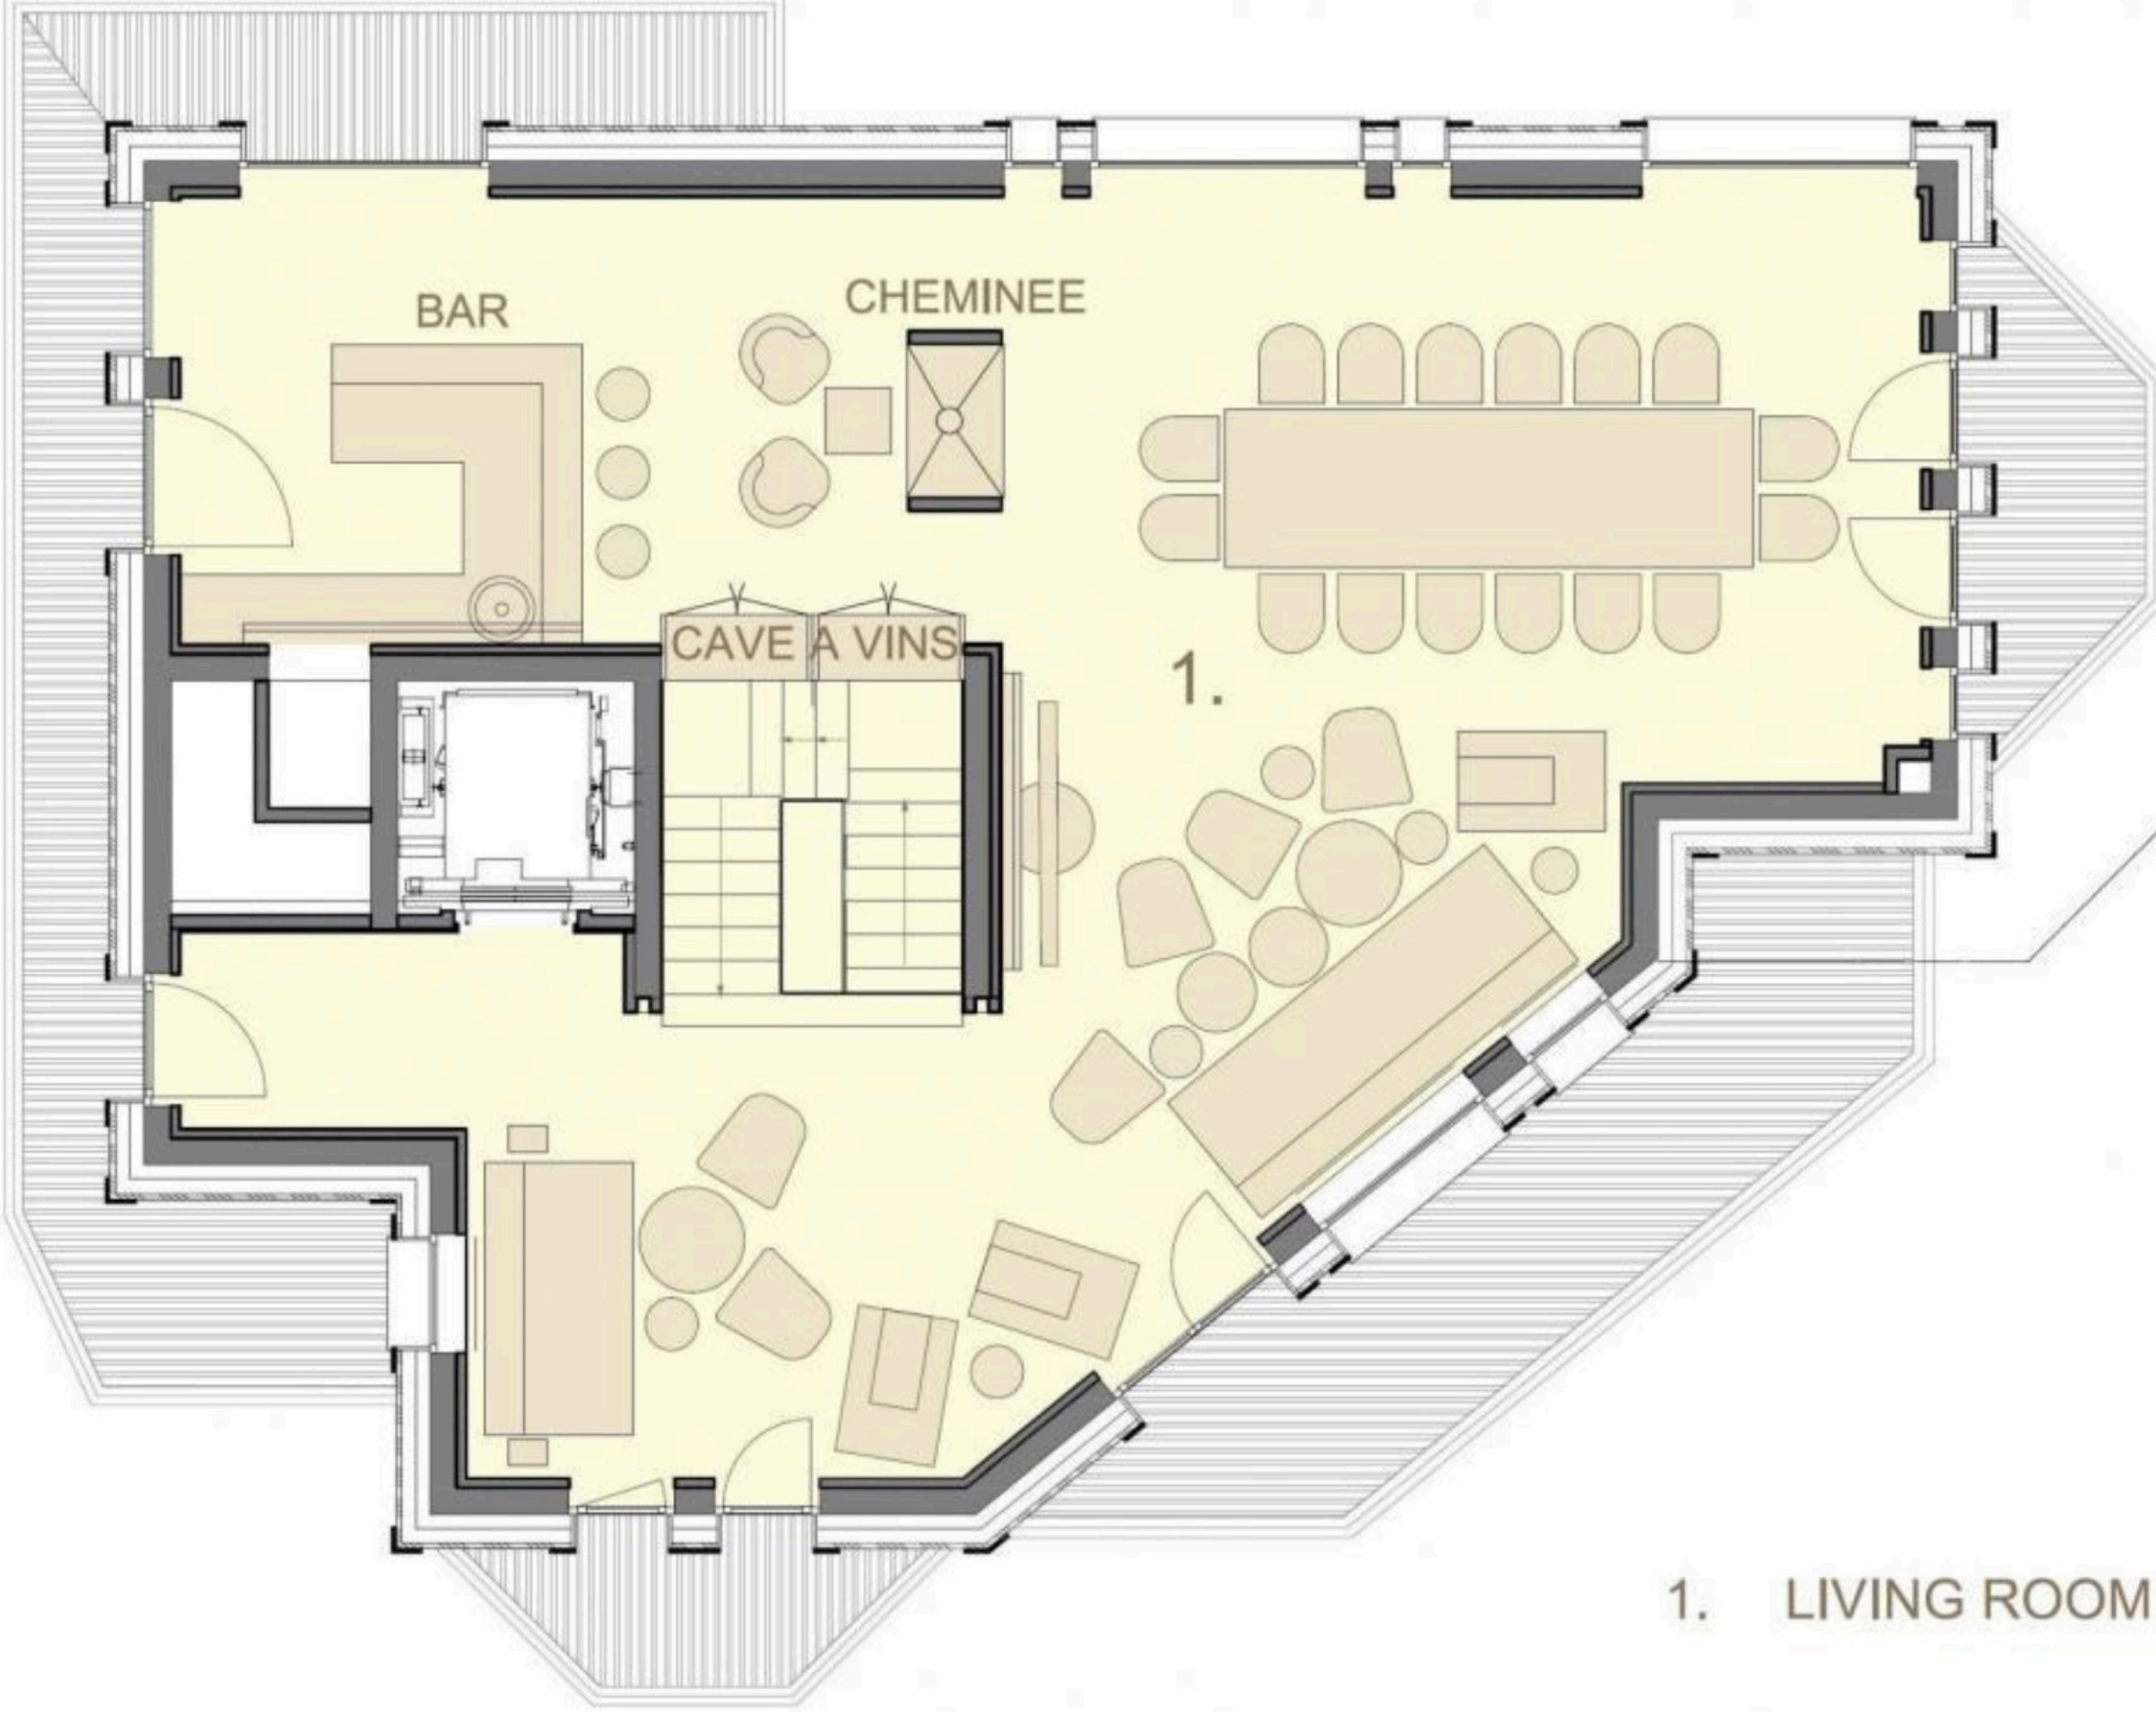 CHEMINEE
BAR
CAVE A VINS
1.
1. LIVING ROOM